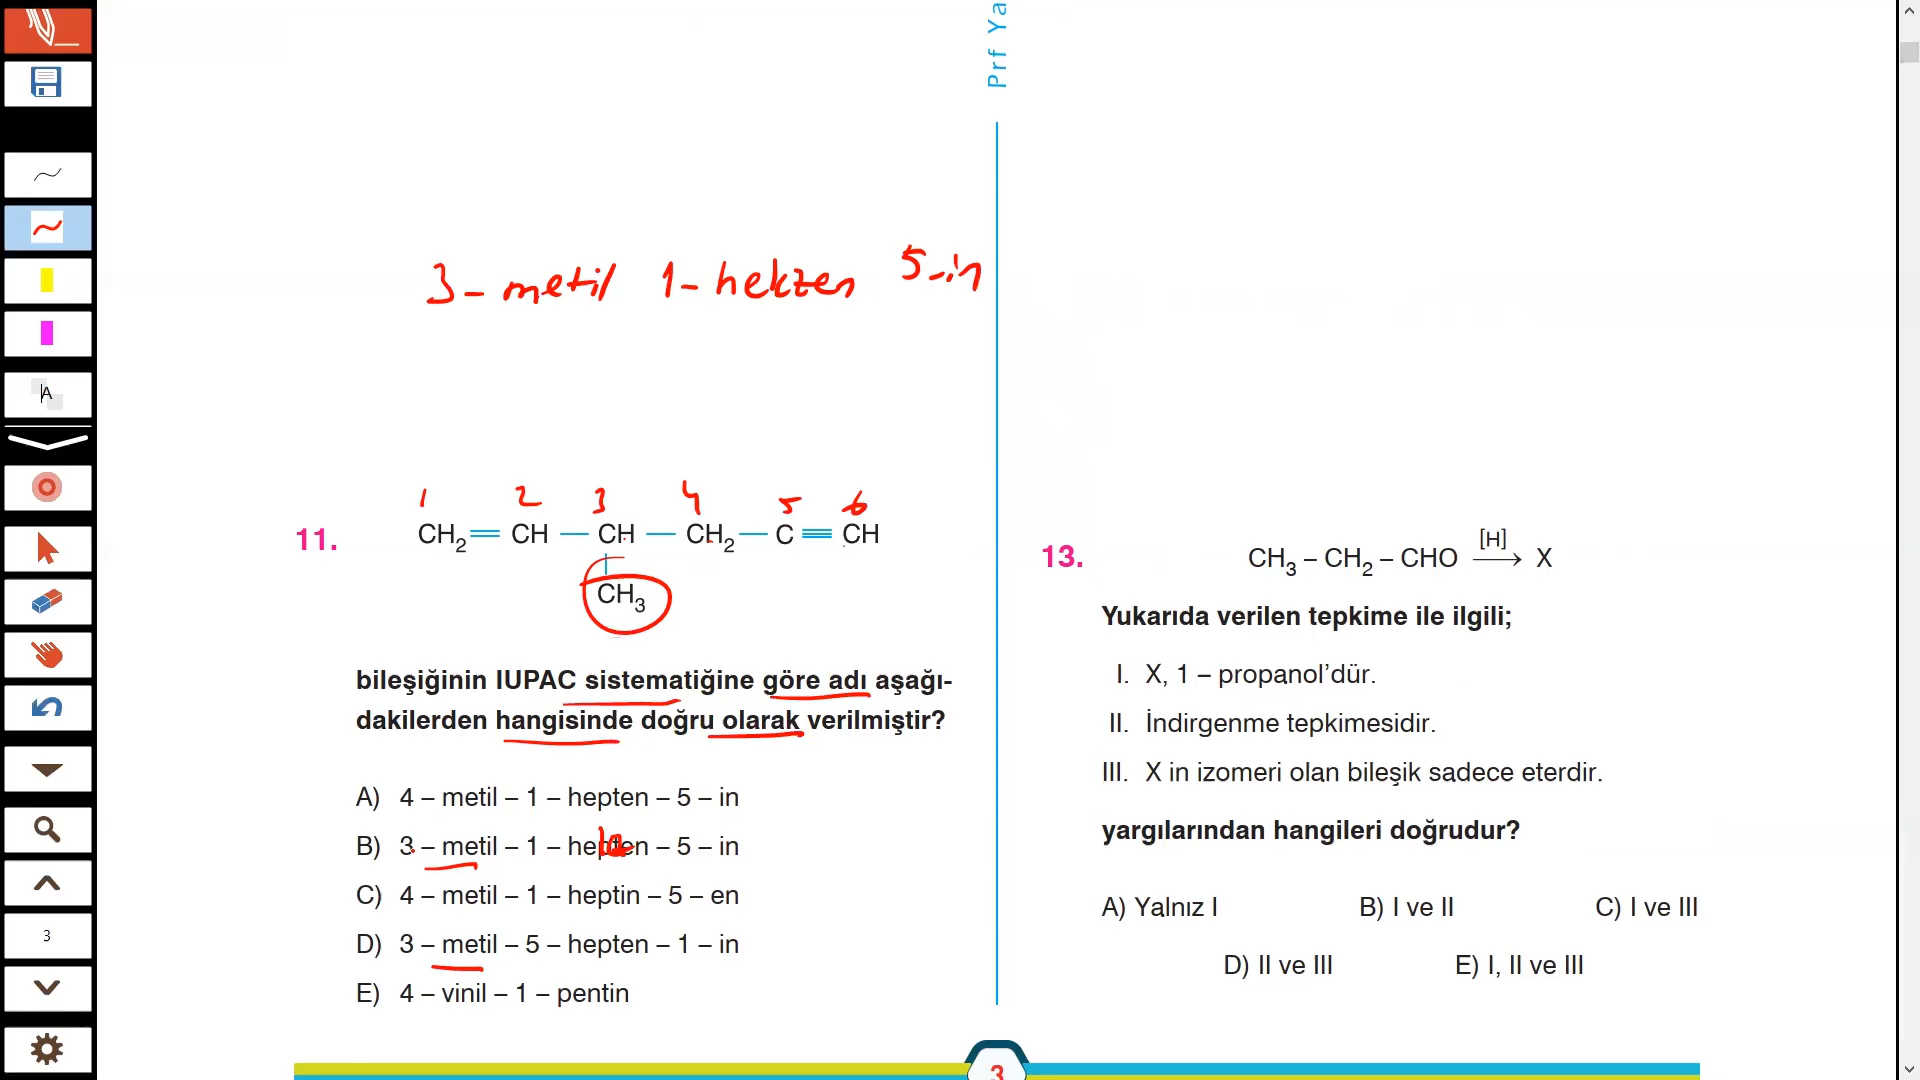 Prf Ya
3 - metil 1 - hekzen 5 - in
1 2 3 4 5 6
11. CH2 = CH — CH — CH2 — C ≡ CH
CH3
bileşiğinin IUPAC sistematiğine göre adı aşağı-
dakilerden hangisinde doğru olarak verilmiştir?
A) 4 – metil – 1 – hepten – 5 – in
B) 3 – metil – 1 – hepten – 5 – in
C) 4 – metil – 1 – heptin – 5 – en
D) 3 – metil – 5 – hepten – 1 – in
E) 4 – vinil – 1 – pentin
13. CH3 – CH2 – CHO [H] → X
Yukarıda verilen tepkime ile ilgili;
I. X, 1 – propanol’dür.
II. İndirgenme tepkimesidir.
III. X in izomeri olan bileşik sadece eterdir.
yargılarından hangileri doğrudur?
A) Yalnız I B) I ve II C) I ve III
D) II ve III E) I, II ve III
3
A
3